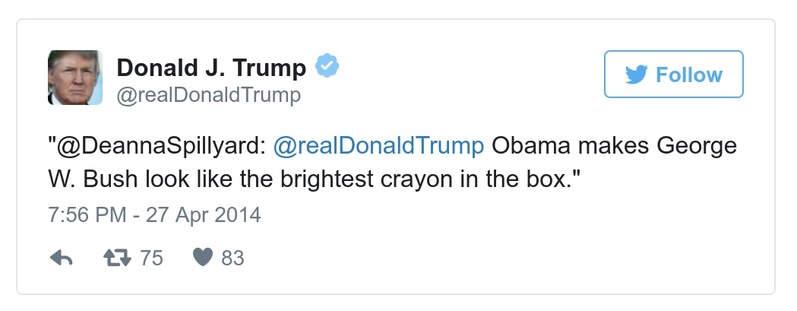 Donald J. Trump
@realDonaldTrump
Follow
"@DeannaSpillyard: @realDonaldTrump Obama makes George
W. Bush look like the brightest crayon in the box."
7:56 PM - 27 Apr 2014
75 83